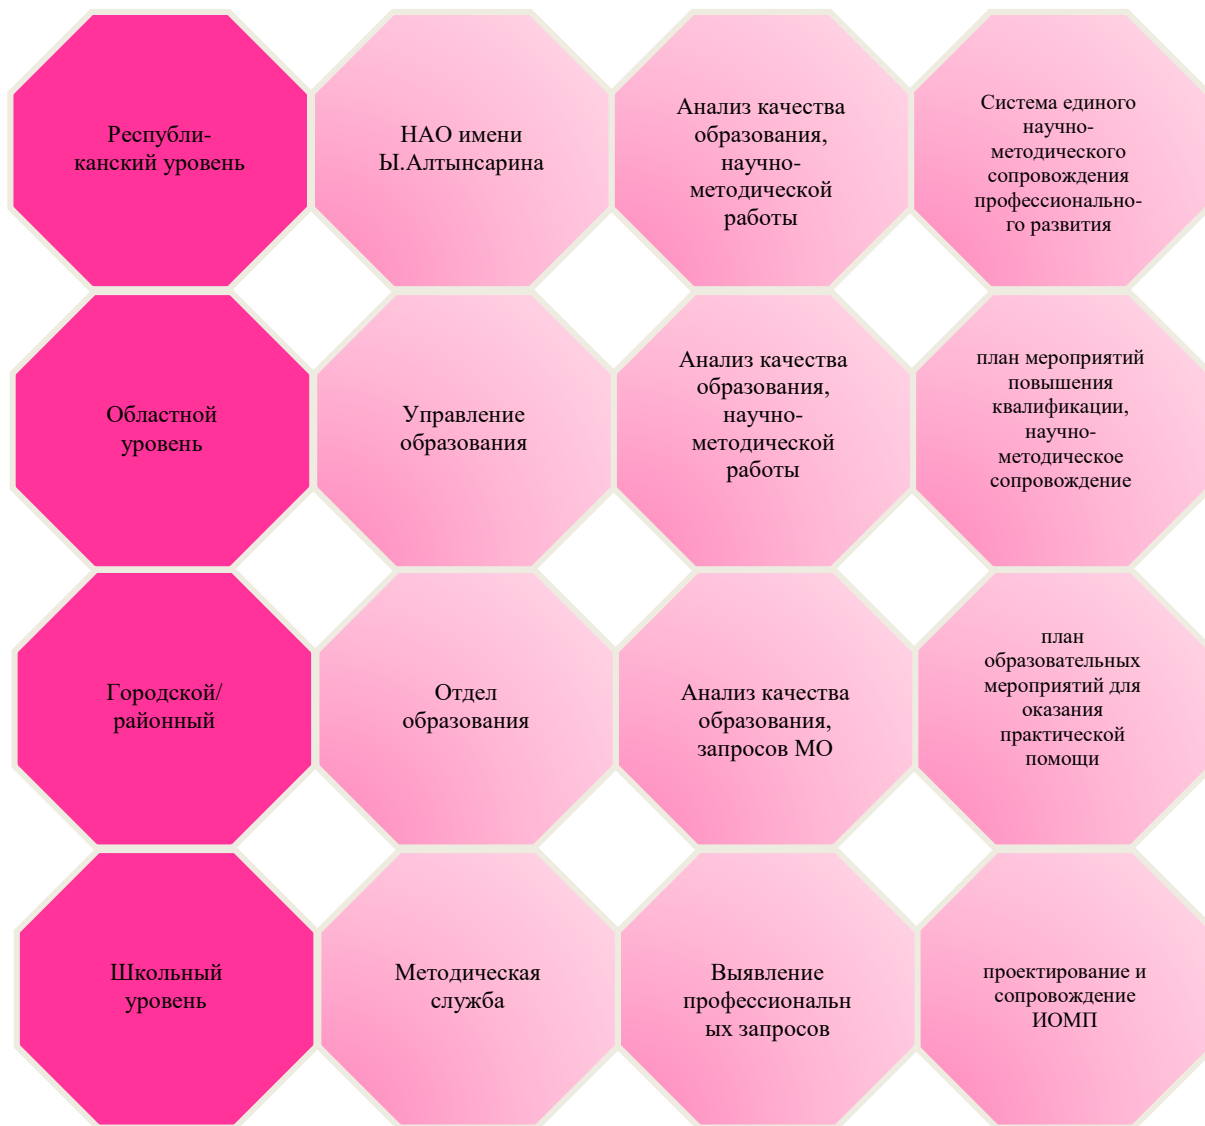 Республи-
канский уровень
НАО имени
Ы.Алтынсарина
Анализ качества
образования,
научно-
методической
работы
Система единого
научно-
методического
сопровождения
профессионально-
го развития
Областной
уровень
Управление
образования
Анализ качества
образования,
научно-
методической
работы
план мероприятий
повышения
квалификации,
научно-
методическое
сопровождение
Городской/
районный
Отдел
образования
Анализ качества
образования,
запросов МО
план
образовательных
мероприятий для
оказания
практической
помощи
Школьный
уровень
Методическая
служба
Выявление
профессиональн
ых запросов
проектирование и
сопровождение
ИОМП